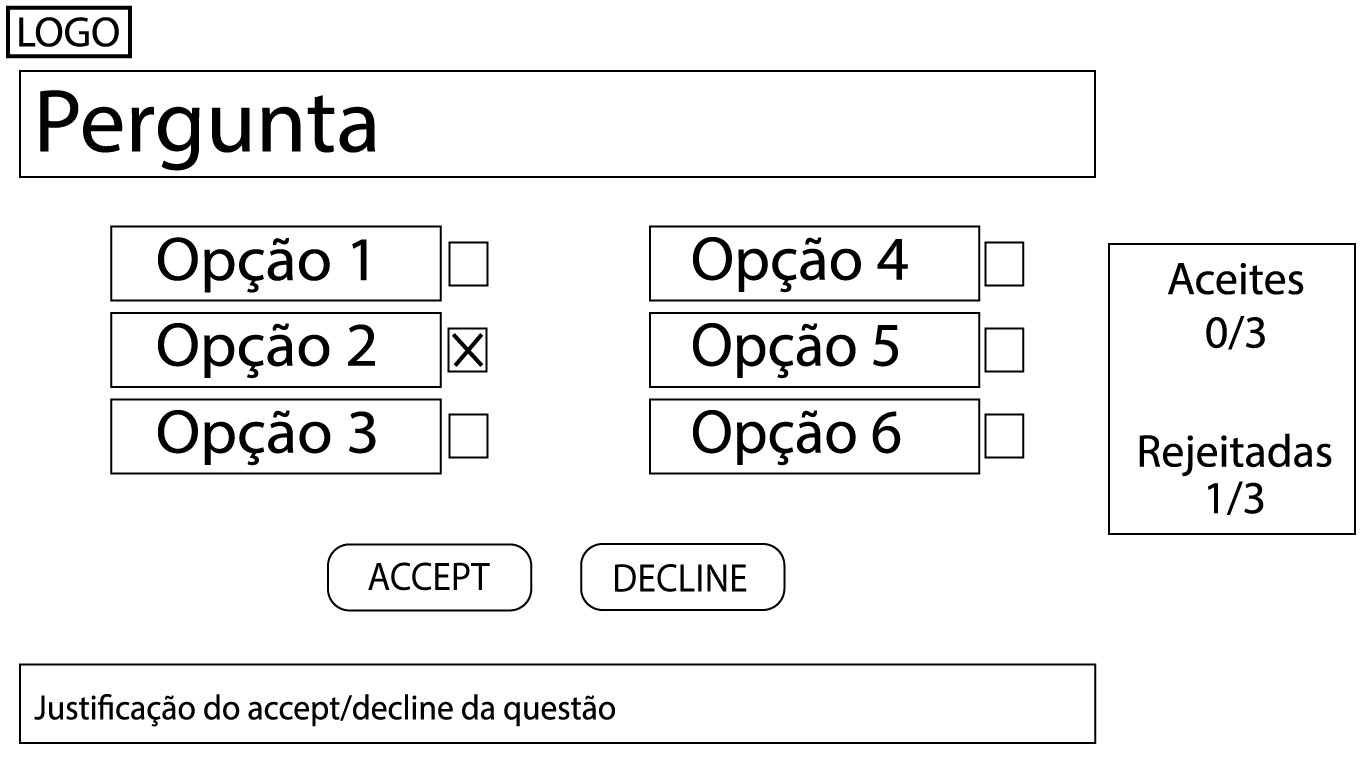 LOGO
Pergunta
Opção 1
Opção 2
Opção 3
Opção 4
Opção 5
Opção 6
Aceites
0/3
Rejeitadas
1/3
ACCEPT
DECLINE
Justificação do accept/decline da questão